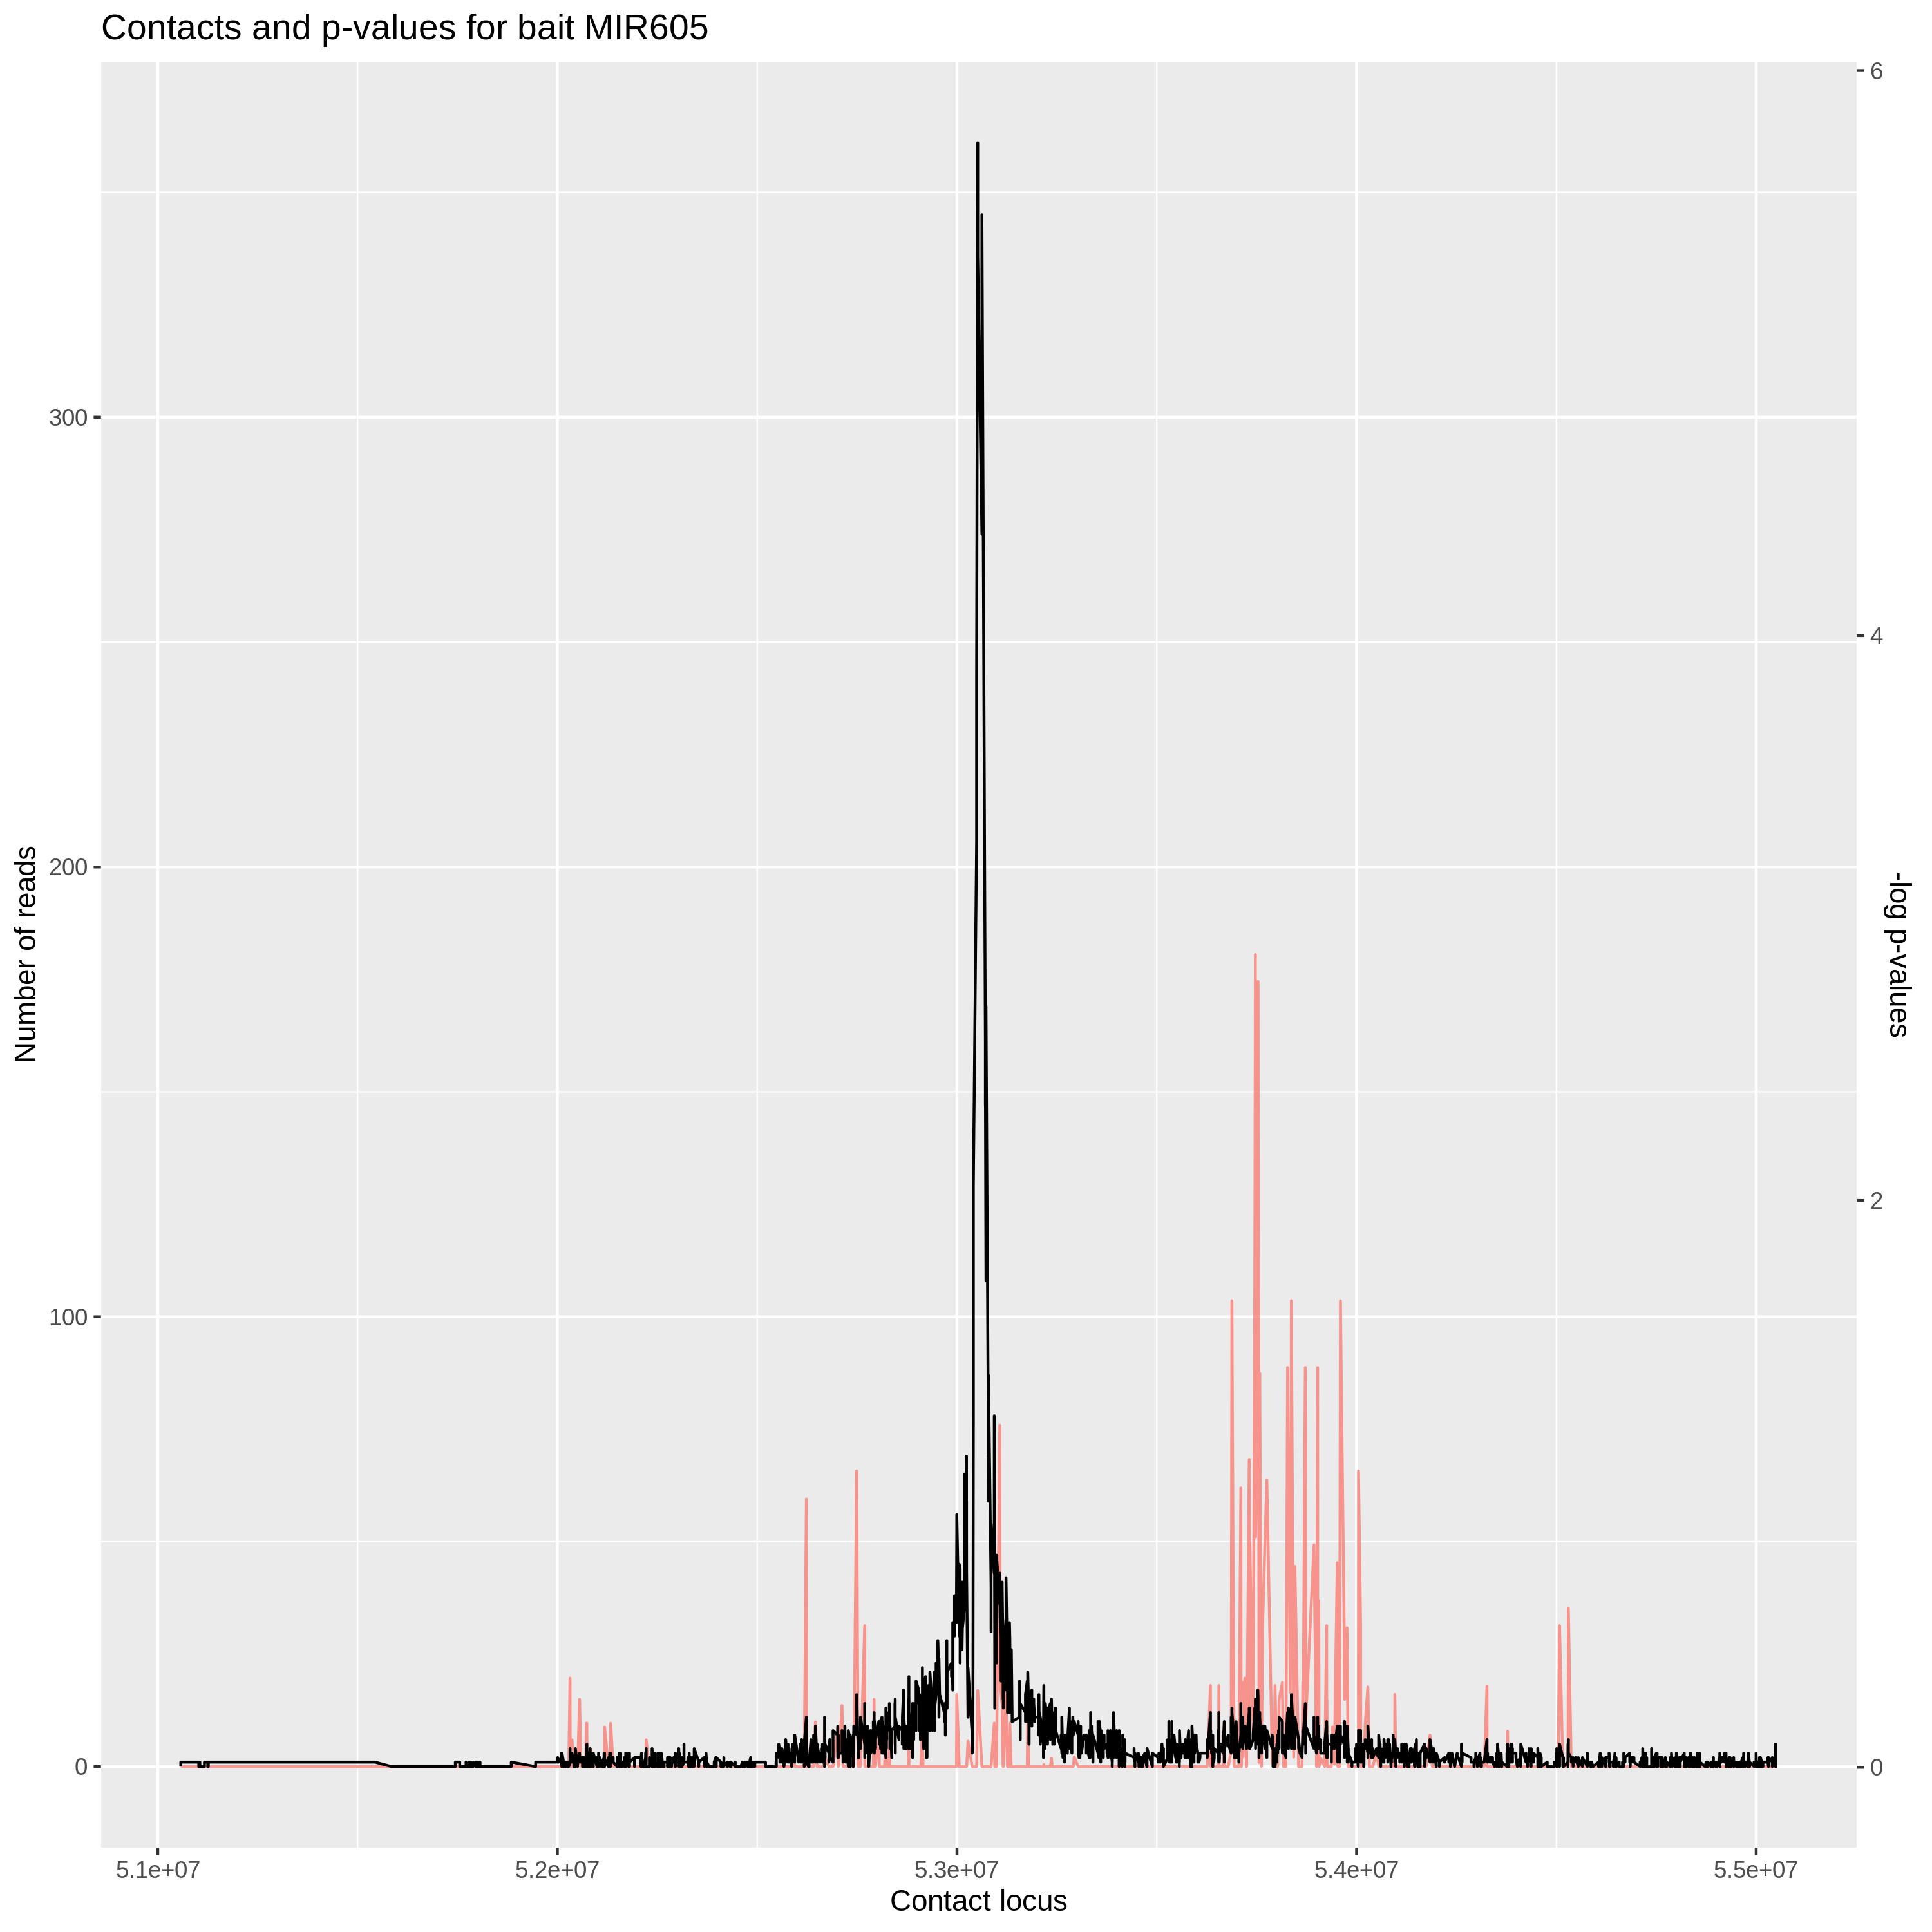 Contacts and p-values for bait MIR605
6
300
4
200
Number of reads
-log p-values
2
100
0
0
5.1e+07 5.2e+07 5.3e+07 5.4e+07 5.5e+07
Contact locus